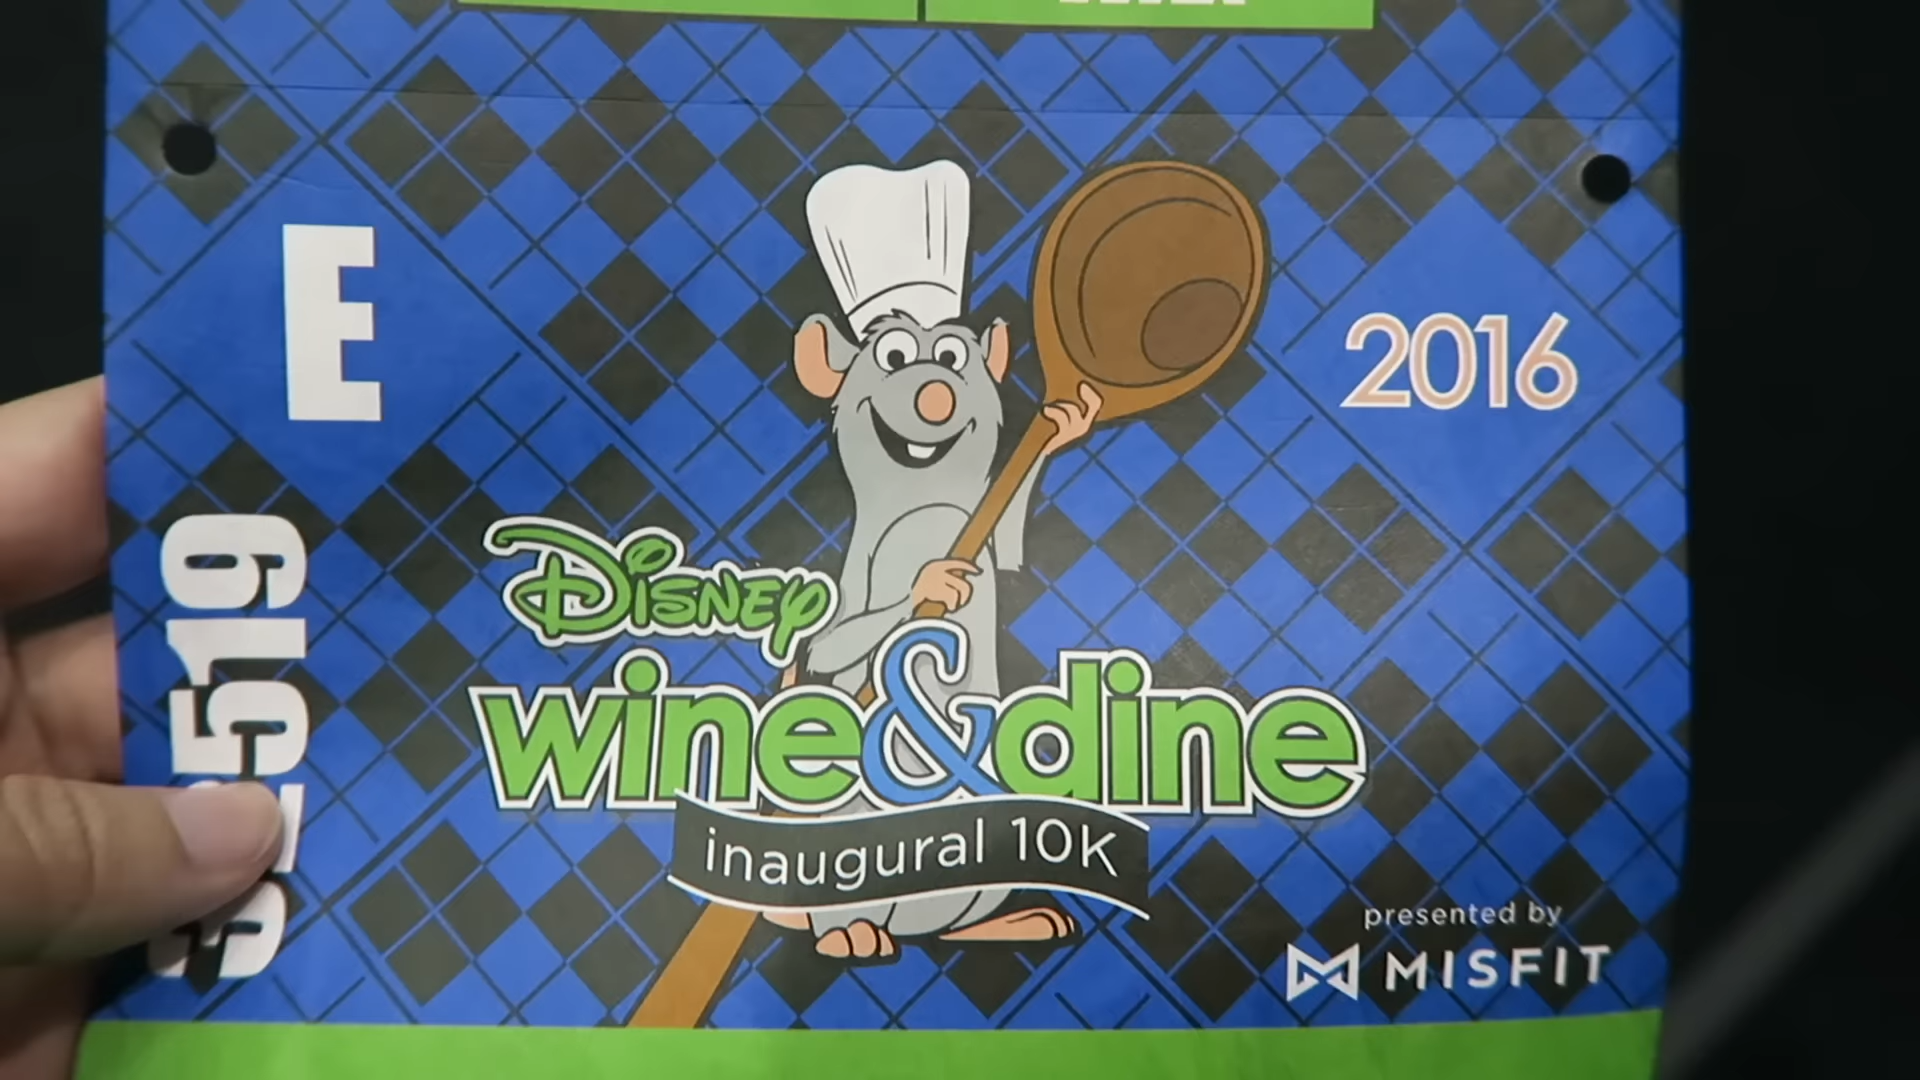 E
2016
Disney
wine&dine
inaugural 10K
presented by
MISFIT